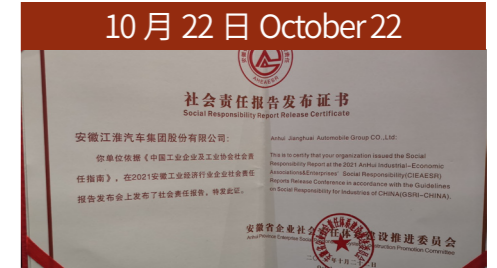 10 月 22 日 October 22
社会责任报告发布证书
Social Responsibility Report Release Certificate
安徽江淮汽车集团股份有限公司:
你单位依据《中国工业企业及工业协会社会责
任指南》,在2021安徽工业经济行业企业社会责任
报告发布会上发布了社会责任报告。特发此证。
Anhui Jianghuai Automobile Group CO.,Ltd:
This is to certify that your organization issued the Social
Responsibility Report at the 2021 AnHui Industrial-Economic
Associations&Enterprises' Social Responsibility(CIEAESR)
Reports Release Conference in accordance with the Guidelines
on Social Responsibility for Industries of CHINA(GSRI-CHINA).
安徽省企业社会责任体系建设推进委员会